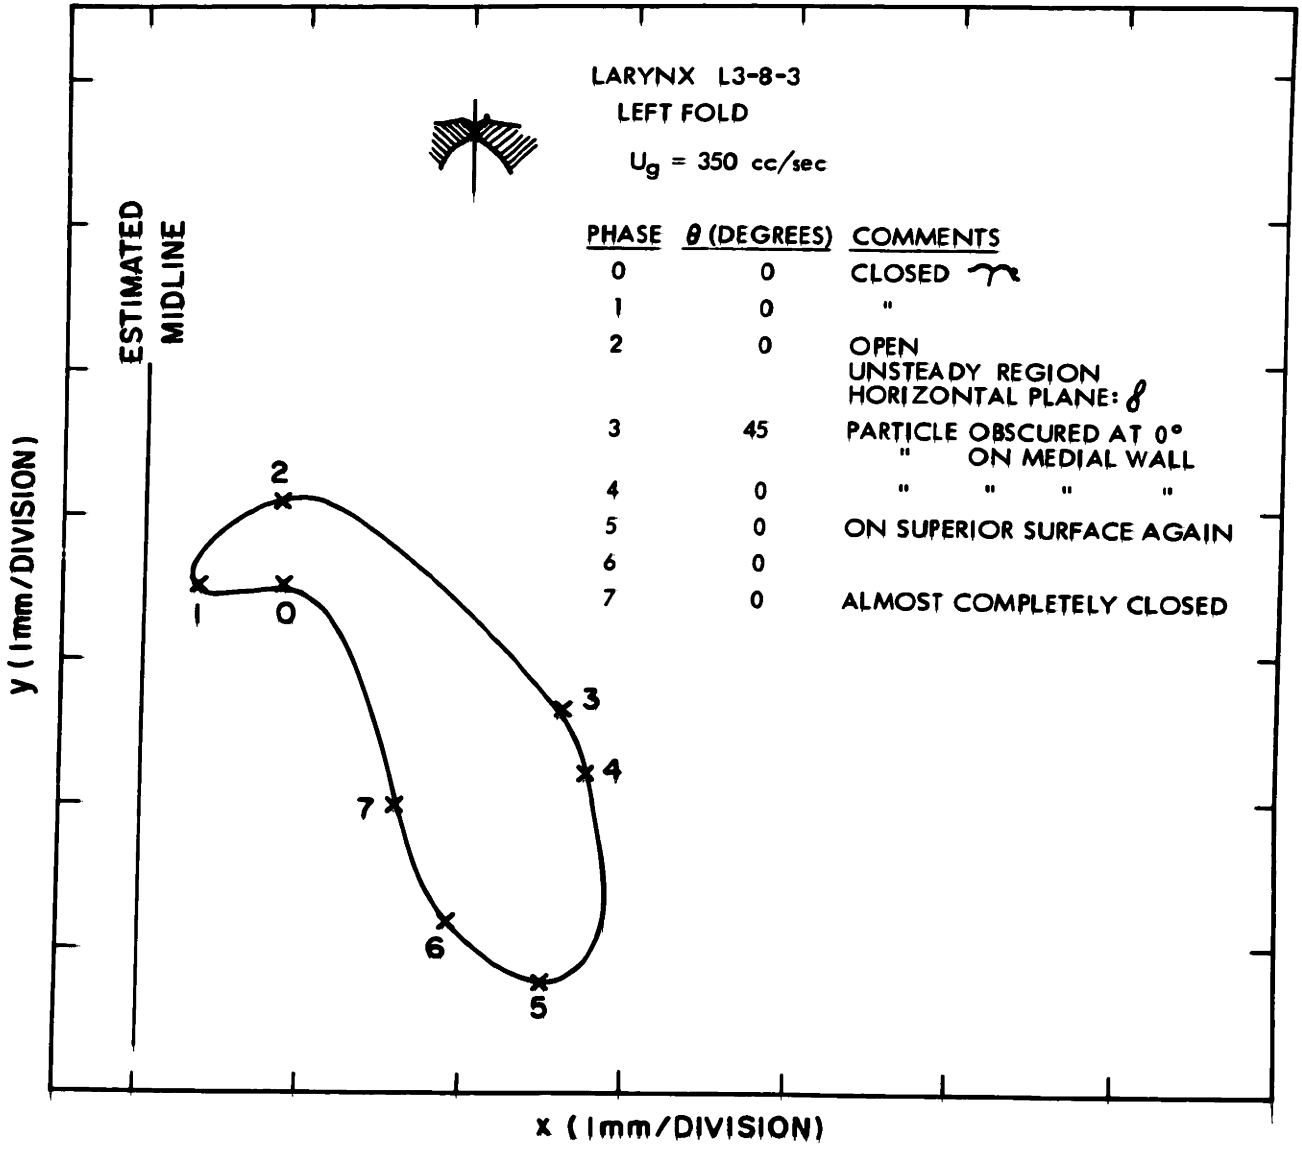 LARYNX L3-8-3
LEFT FOLD
Ug = 350 cc/sec
ESTIMATED
MIDLINE
PHASE θ (DEGREES) COMMENTS
0 0 CLOSED
1 0 "
2 0 OPEN
UNSTEADY REGION
HORIZONTAL PLANE:
3 45 PARTICLE OBSCURED AT 0°
" ON MEDIAL WALL
4 0 " " " "
5 0 ON SUPERIOR SURFACE AGAIN
6 0
7 0 ALMOST COMPLETELY CLOSED
y (1mm/DIVISION)
2
1
0
3
4
7
6
5
x (1mm/DIVISION)